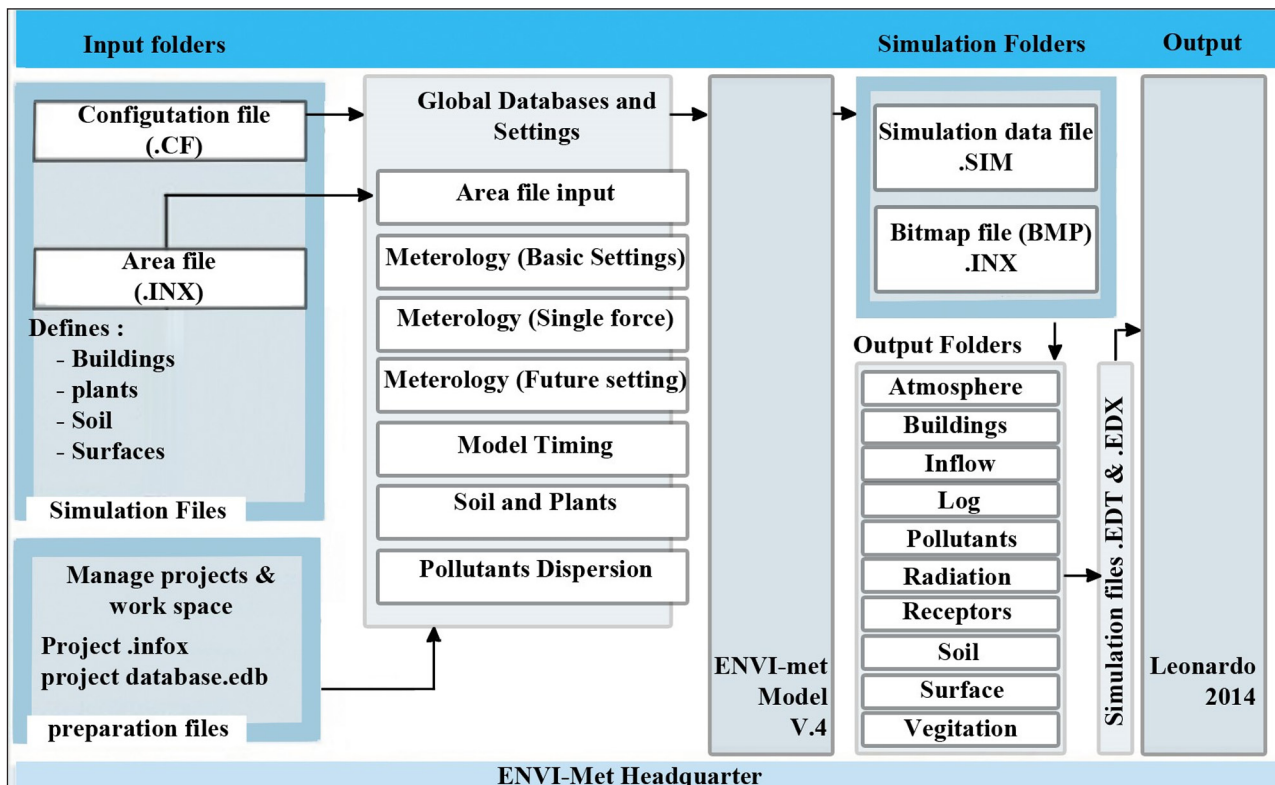 Input folders
Simulation Folders
Output
Configutation file
(.CF)
Area file
(.INX)
Defines :
- Buildings
- plants
- Soil
- Surfaces
Simulation Files
Manage projects &
work space
Project .infox
project database.edb
preparation files
Global Databases and
Settings
Area file input
Meterology (Basic Settings)
Meterology (Single force)
Meterology (Future setting)
Model Timing
Soil and Plants
Pollutants Dispersion
ENVI-met
Model
V.4
Simulation data file
.SIM
Bitmap file (BMP)
.INX
Output Folders
Atmosphere
Buildings
Inflow
Log
Pollutants
Radiation
Receptors
Soil
Surface
Vegitation
Simulation files .EDT & .EDX
Leonardo
2014
ENVI-Met Headquarter